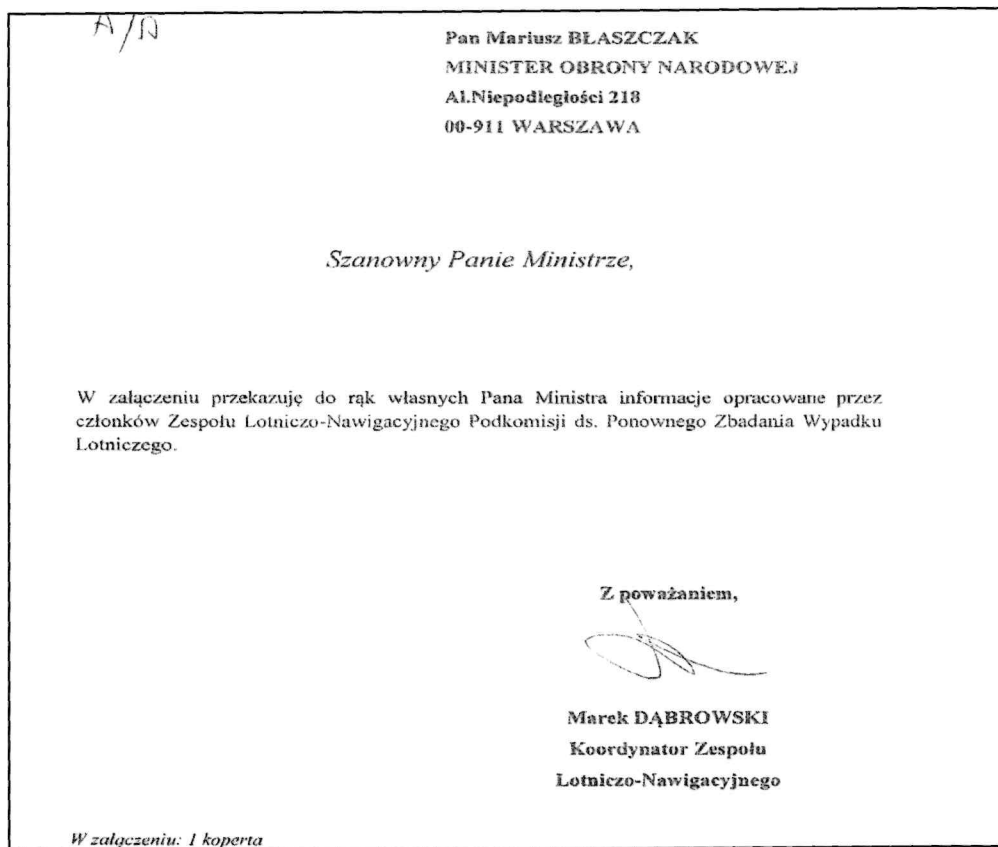 A/A
Pan Mariusz BŁASZCZAK
MINISTER OBRONY NARODOWEJ
Al.Niepodległości 218
00-911 WARSZAWA
Szanowny Panie Ministrze,
W załączeniu przekazuję do rąk własnych Pana Ministra informacje opracowane przez
członków Zespołu Lotniczo-Nawigacyjnego Podkomisji ds. Ponownego Zbadania Wypadku
Lotniczego.
Z poważaniem,
Marek DĄBROWSKI
Koordynator Zespołu
Lotniczo-Nawigacyjnego
W załączeniu: 1 koperta